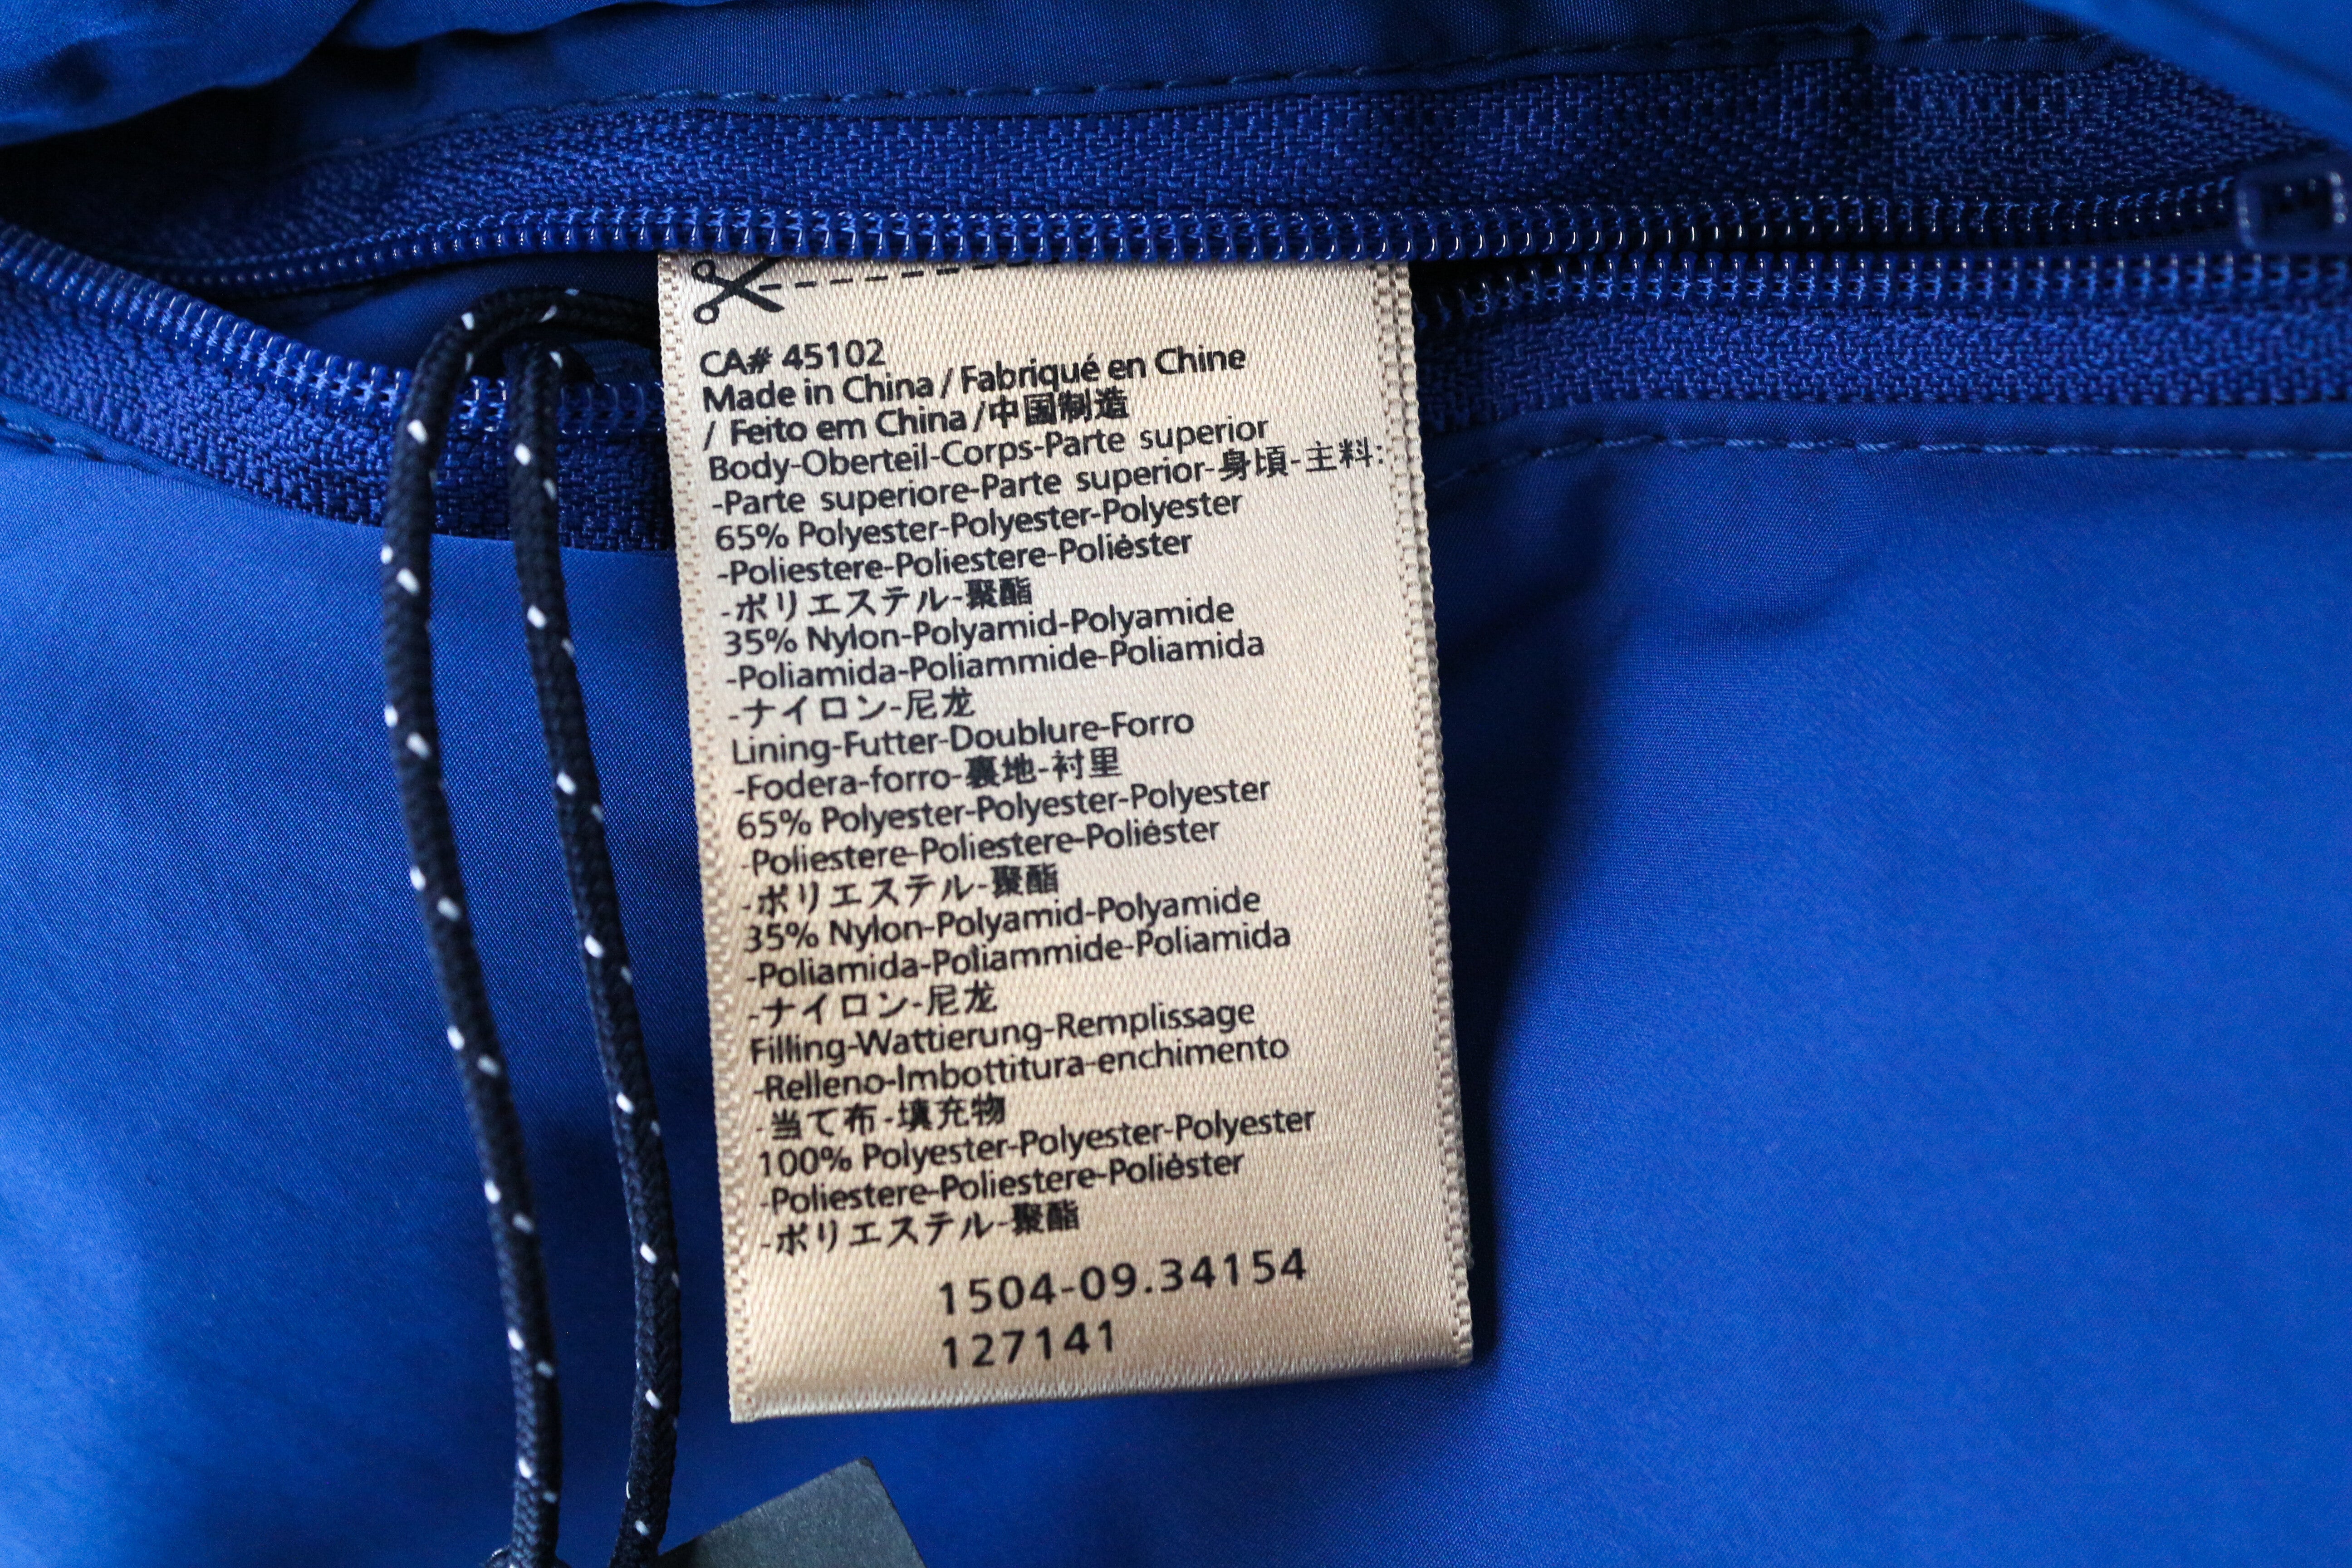 CA# 45102
Made in China / Fabriqué en Chine
/ Feito em China /中国制造
Body-Oberteil-Corps-Parte superior
-Parte superiore-Parte superior-身頃-主料:
65% Polyester-Polyester-Polyester
-Poliestere-Poliestere-Poliéster
-ポリエステル-聚酯
35% Nylon-Polyamid-Polyamide
-Poliamida-Poliammide-Poliamida
-ナイロン-尼龙
Lining-Futter-Doublure-Forro
-Fodera-forro-裏地-衬里
65% Polyester-Polyester-Polyester
-Poliestere-Poliestere-Poliéster
-ポリエステル-聚酯
35% Nylon-Polyamid-Polyamide
-Poliamida-Poliammide-Poliamida
-ナイロン-尼龙
Filling-Wattierung-Remplissage
-Relleno-Imbottitura-enchimento
-当て布-填充物
100% Polyester-Polyester-Polyester
-Poliestere-Poliestere-Poliéster
-ポリエステル-聚酯
1504-09.34154
127141